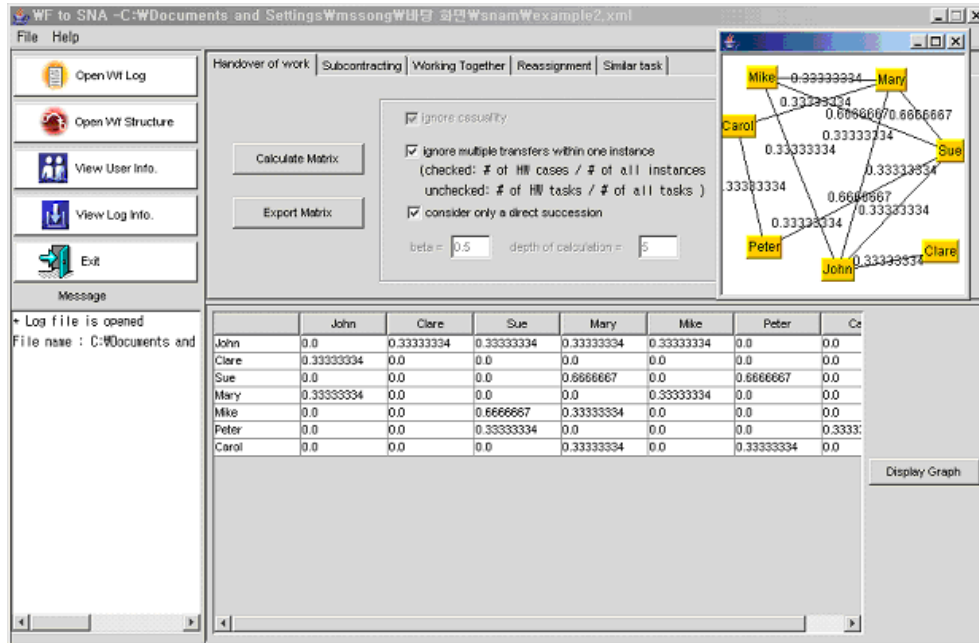 ₩F to SNA -C:₩Documents and Settings₩mssong₩바탕 화면₩snam₩example2.xml
File Help
Open Wf Log
Open Wf Structure
View User Info.
View Log Info.
Exit
Message
+ Log file is opened
File name : C:₩Documents and
Handover of work Subcontracting Working Together Reassignment Similar task
Calculate Matrix
Export Matrix
ignore casuality
ignore multiple transfers within one instance
(checked: # of HW cases / # of all instances
unchecked: # of HW tasks / # of all tasks )
consider only a direct succession
beta = 0.5 depth of calculation = 5
Mike 0.33333334 Mary
0.33333334
0.6666667 0.6666667
Carol 0.33333334
0.33333334 Sue
0.33333334
.33333334 0.6666667
0.33333334
0.33333334
Peter Clare
John 0.33333334
John Clare Sue Mary Mike Peter Ca
John 0.0 0.33333334 0.33333334 0.33333334 0.33333334 0.0 0.0
Clare 0.33333334 0.0 0.0 0.0 0.0 0.0 0.0
Sue 0.0 0.0 0.0 0.6666667 0.0 0.6666667 0.0
Mary 0.33333334 0.0 0.0 0.0 0.33333334 0.0 0.0
Mike 0.0 0.0 0.6666667 0.33333334 0.0 0.0 0.0
Peter 0.0 0.0 0.33333334 0.0 0.0 0.0 0.3333:
Carol 0.0 0.0 0.0 0.33333334 0.0 0.33333334 0.0
Display Graph